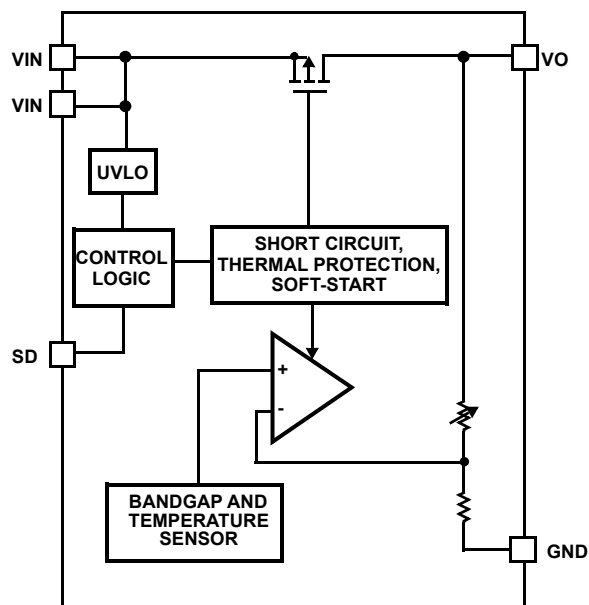 VIN
VO
VIN
UVLO
CONTROL
LOGIC
SHORT CIRCUIT,
THERMAL PROTECTION,
SOFT-START
SD
+
-
BANDGAP AND
TEMPERATURE
SENSOR
GND